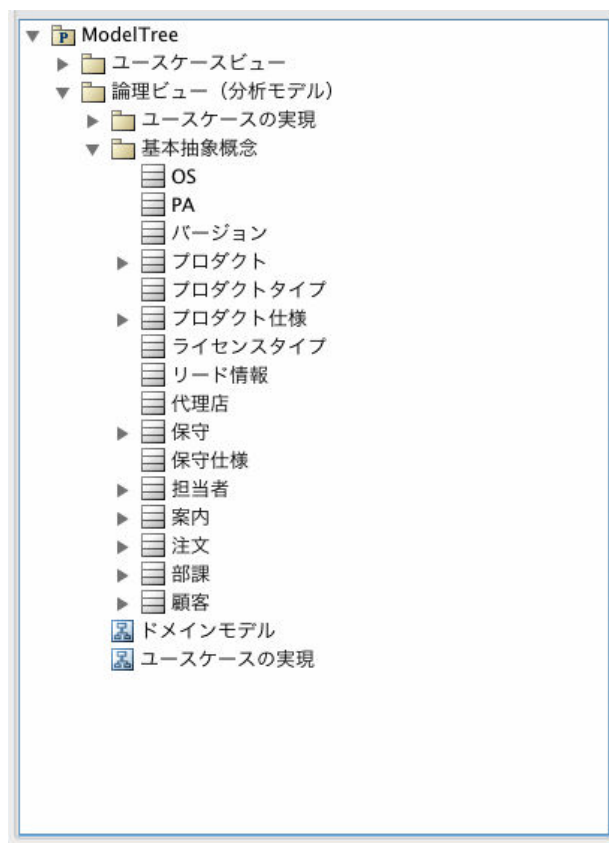 ModelTree
ユースケースビュー
論理ビュー（分析モデル）
ユースケースの実現
基本抽象概念
OS
PA
バージョン
プロダクト
プロダクトタイプ
プロダクト仕様
ライセンスタイプ
リード情報
代理店
保守
保守仕様
担当者
案内
注文
部課
顧客
ドメインモデル
ユースケースの実現